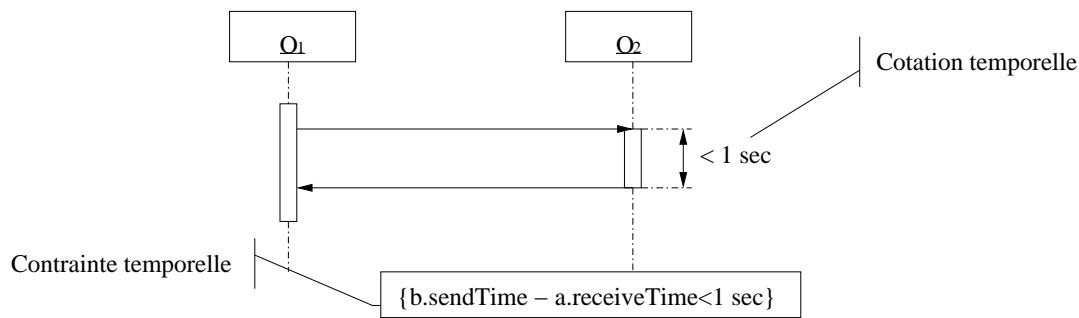 O1
O2
Cotation temporelle
< 1 sec
Contrainte temporelle
{b.sendTime – a.receiveTime<1 sec}